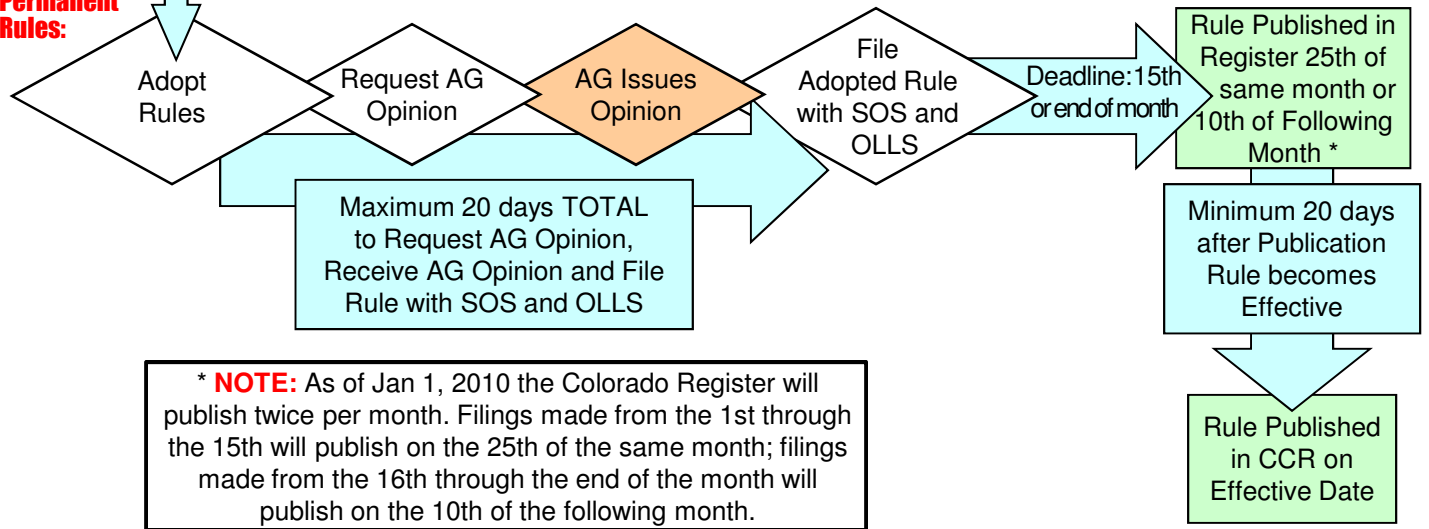 Permanent
Rules:
Adopt
Rules
Request AG
Opinion
AG Issues
Opinion
File
Adopted Rule
with SOS and
OLLS
Deadline: 15th
or end of month
Rule Published in
Register 25th of
same month or
10th of Following
Month *
Maximum 20 days TOTAL
to Request AG Opinion,
Receive AG Opinion and File
Rule with SOS and OLLS
Minimum 20 days
after Publication
Rule becomes
Effective
* NOTE: As of Jan 1, 2010 the Colorado Register will
publish twice per month. Filings made from the 1st through
the 15th will publish on the 25th of the same month; filings
made from the 16th through the end of the month will
publish on the 10th of the following month.
Rule Published
in CCR on
Effective Date